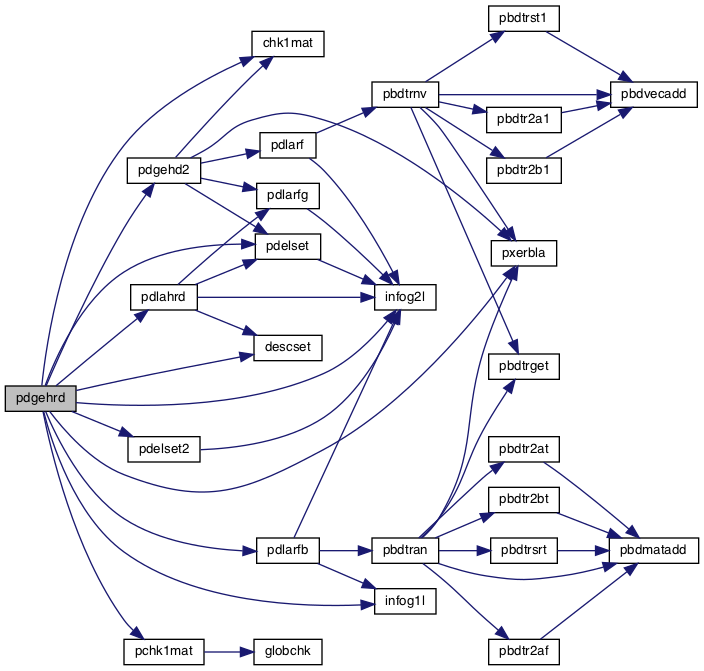 pbdtrst1
chk1mat
pbdtrnv
pbdvecadd
pbdtr2a1
pdlarf
pbdtr2b1
pdgehd2
pdlarfg
pdelset
pxerbla
pdlahrd
infog2l
descset
pbdtrget
pdgehrd
pdelset2
pbdtr2at
pbdtr2bt
pdlarfb
pbdtran
pbdtrsrt
pbdmatadd
infog1l
pchk1mat
globchk
pbdtr2af